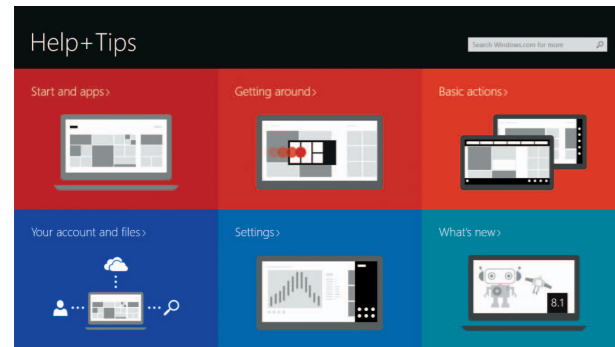 Help+Tips
Search Windows.com for more
Start and apps>
Getting around>
Basic actions>
Your account and files>
Settings>
What's new>
8.1